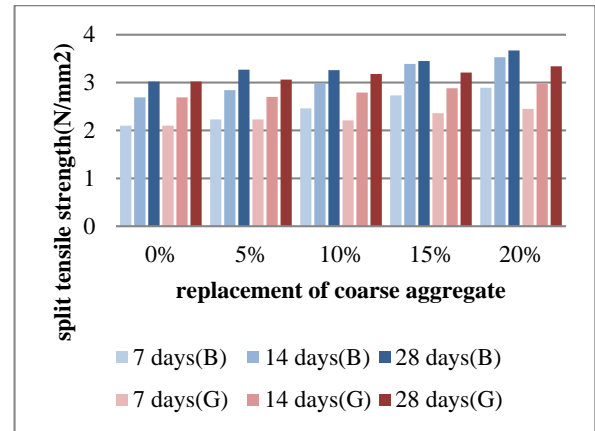 split tensile strength(N/mm2)
4
3
2
1
0
0% 5% 10% 15% 20%
replacement of coarse aggregate
7 days(B) 14 days(B) 28 days(B)
7 days(G) 14 days(G) 28 days(G)